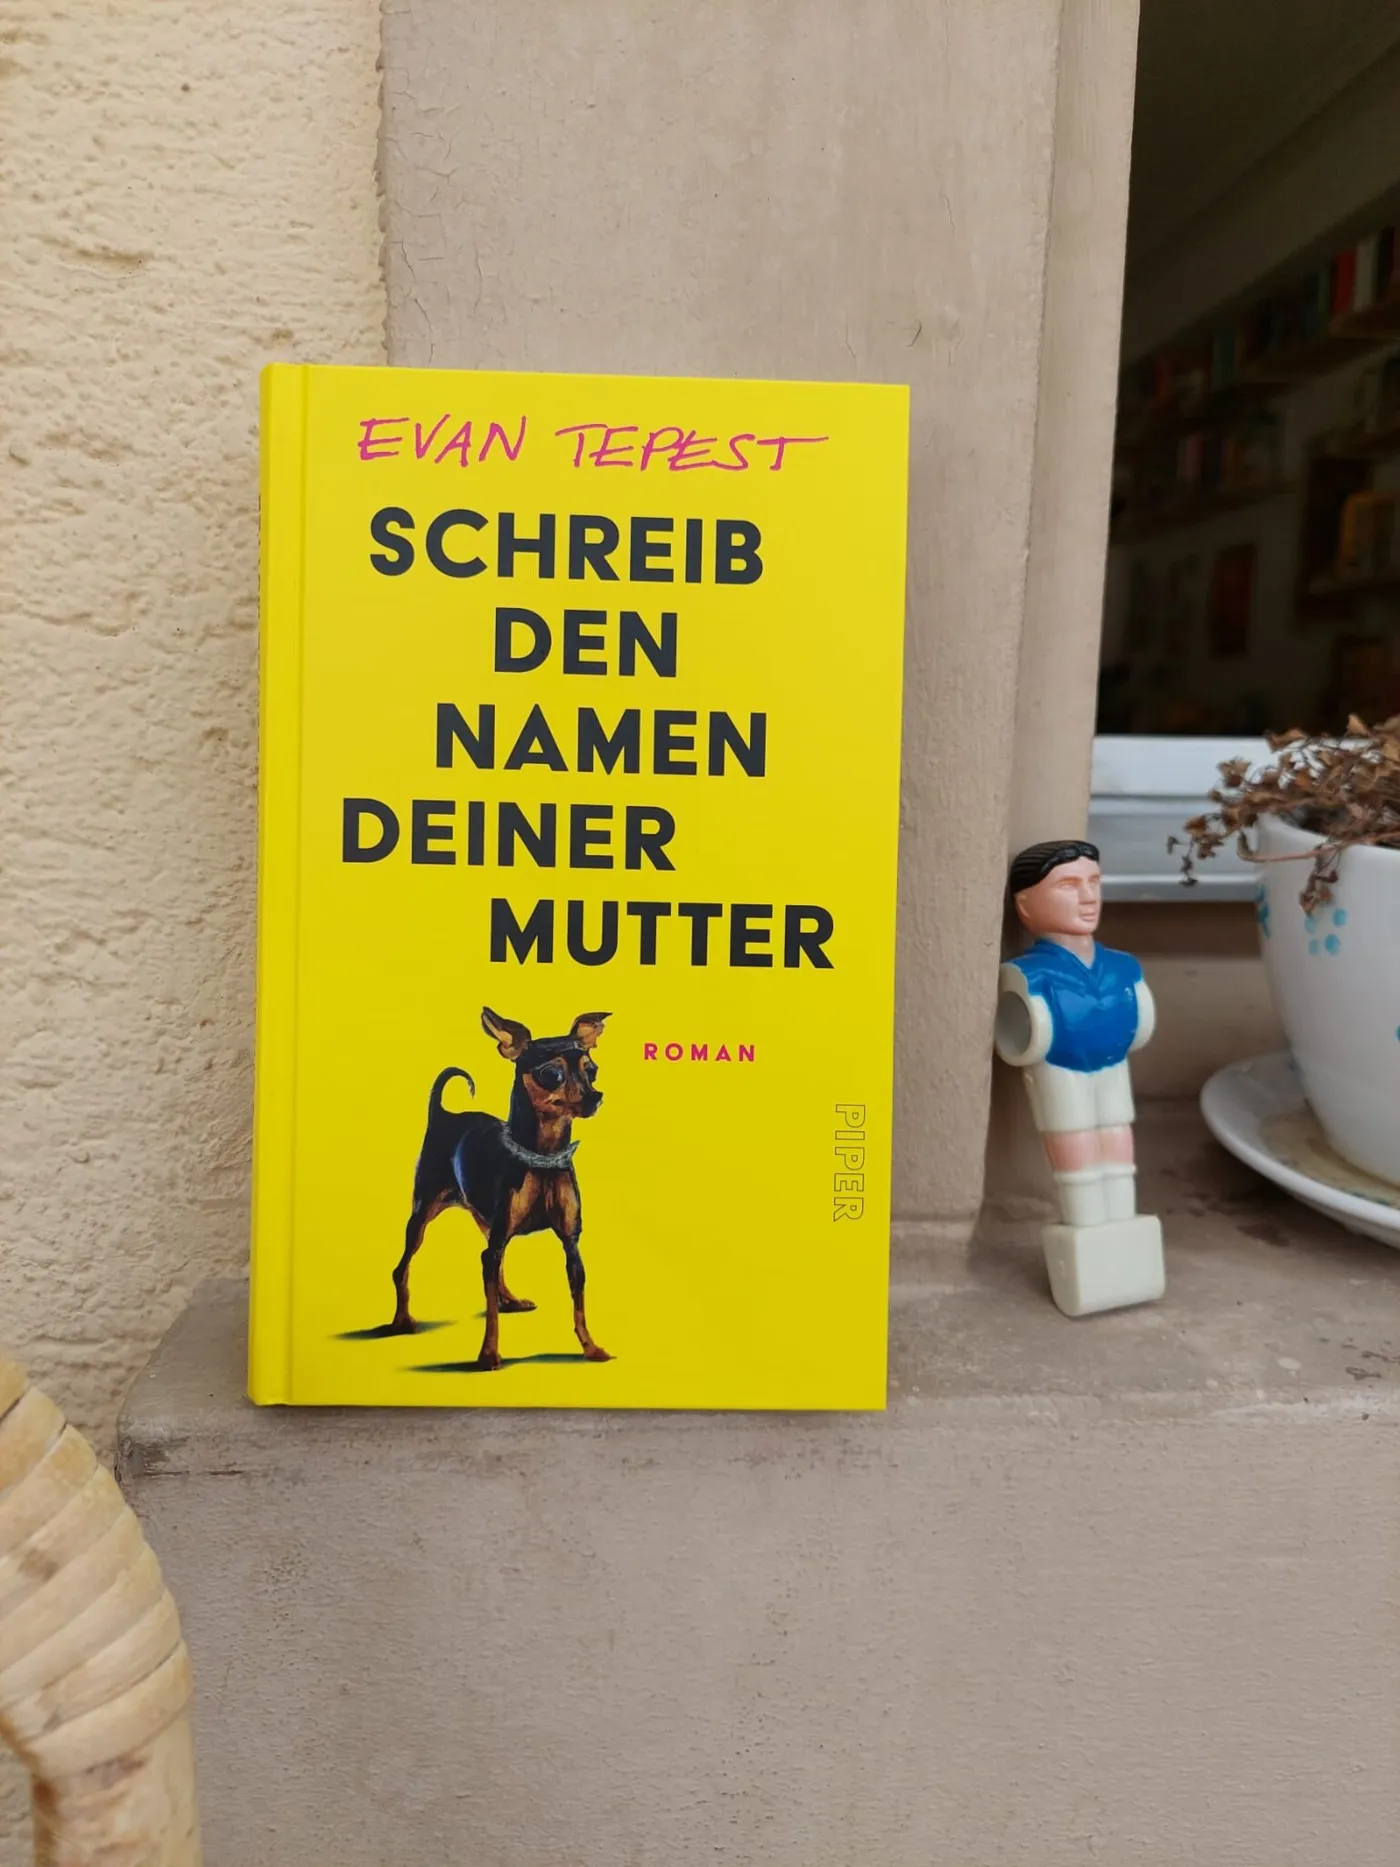 EVAN TEPEST
SCHREIB
DEN
NAMEN
DEINER
MUTTER
ROMAN
PIPER